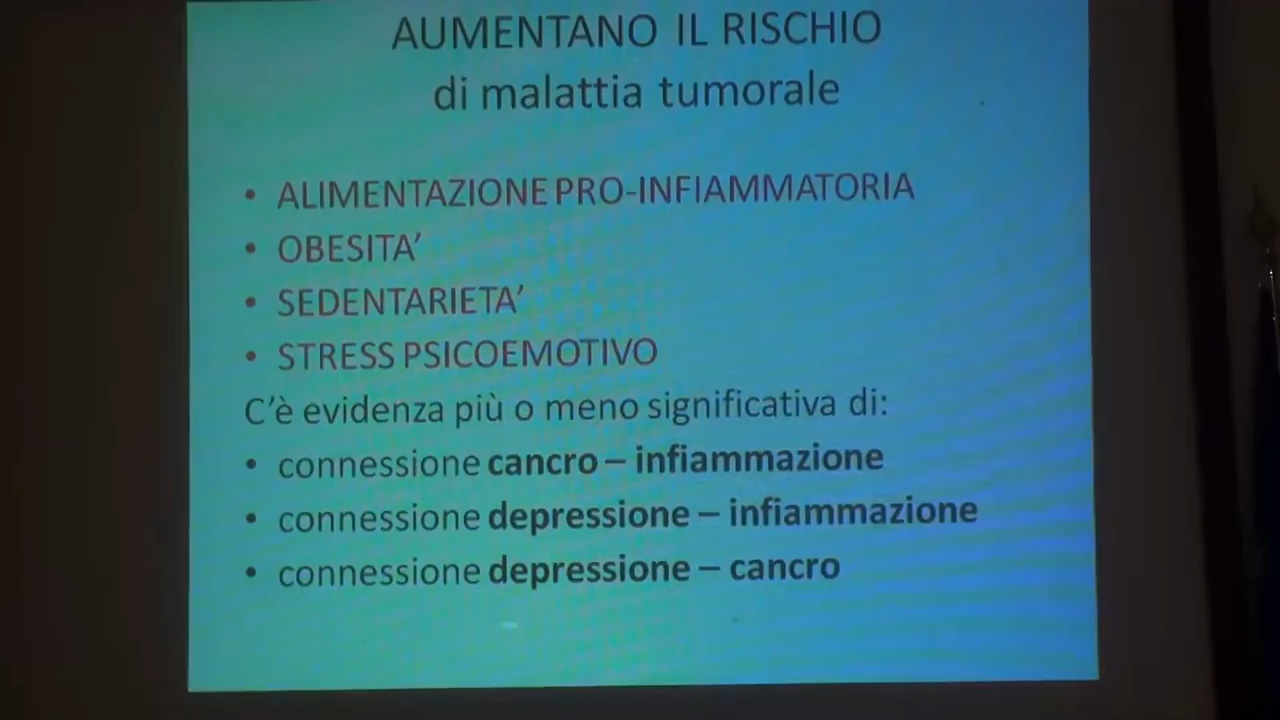 AUMENTANO IL RISCHIO
di malattia tumorale
• ALIMENTAZIONE PRO-INFIAMMATORIA
• OBESITA’
• SEDENTARIETA’
• STRESS PSICOEMOTIVO
C’è evidenza più o meno significativa di:
• connessione cancro – infiammazione
• connessione depressione – infiammazione
• connessione depressione – cancro